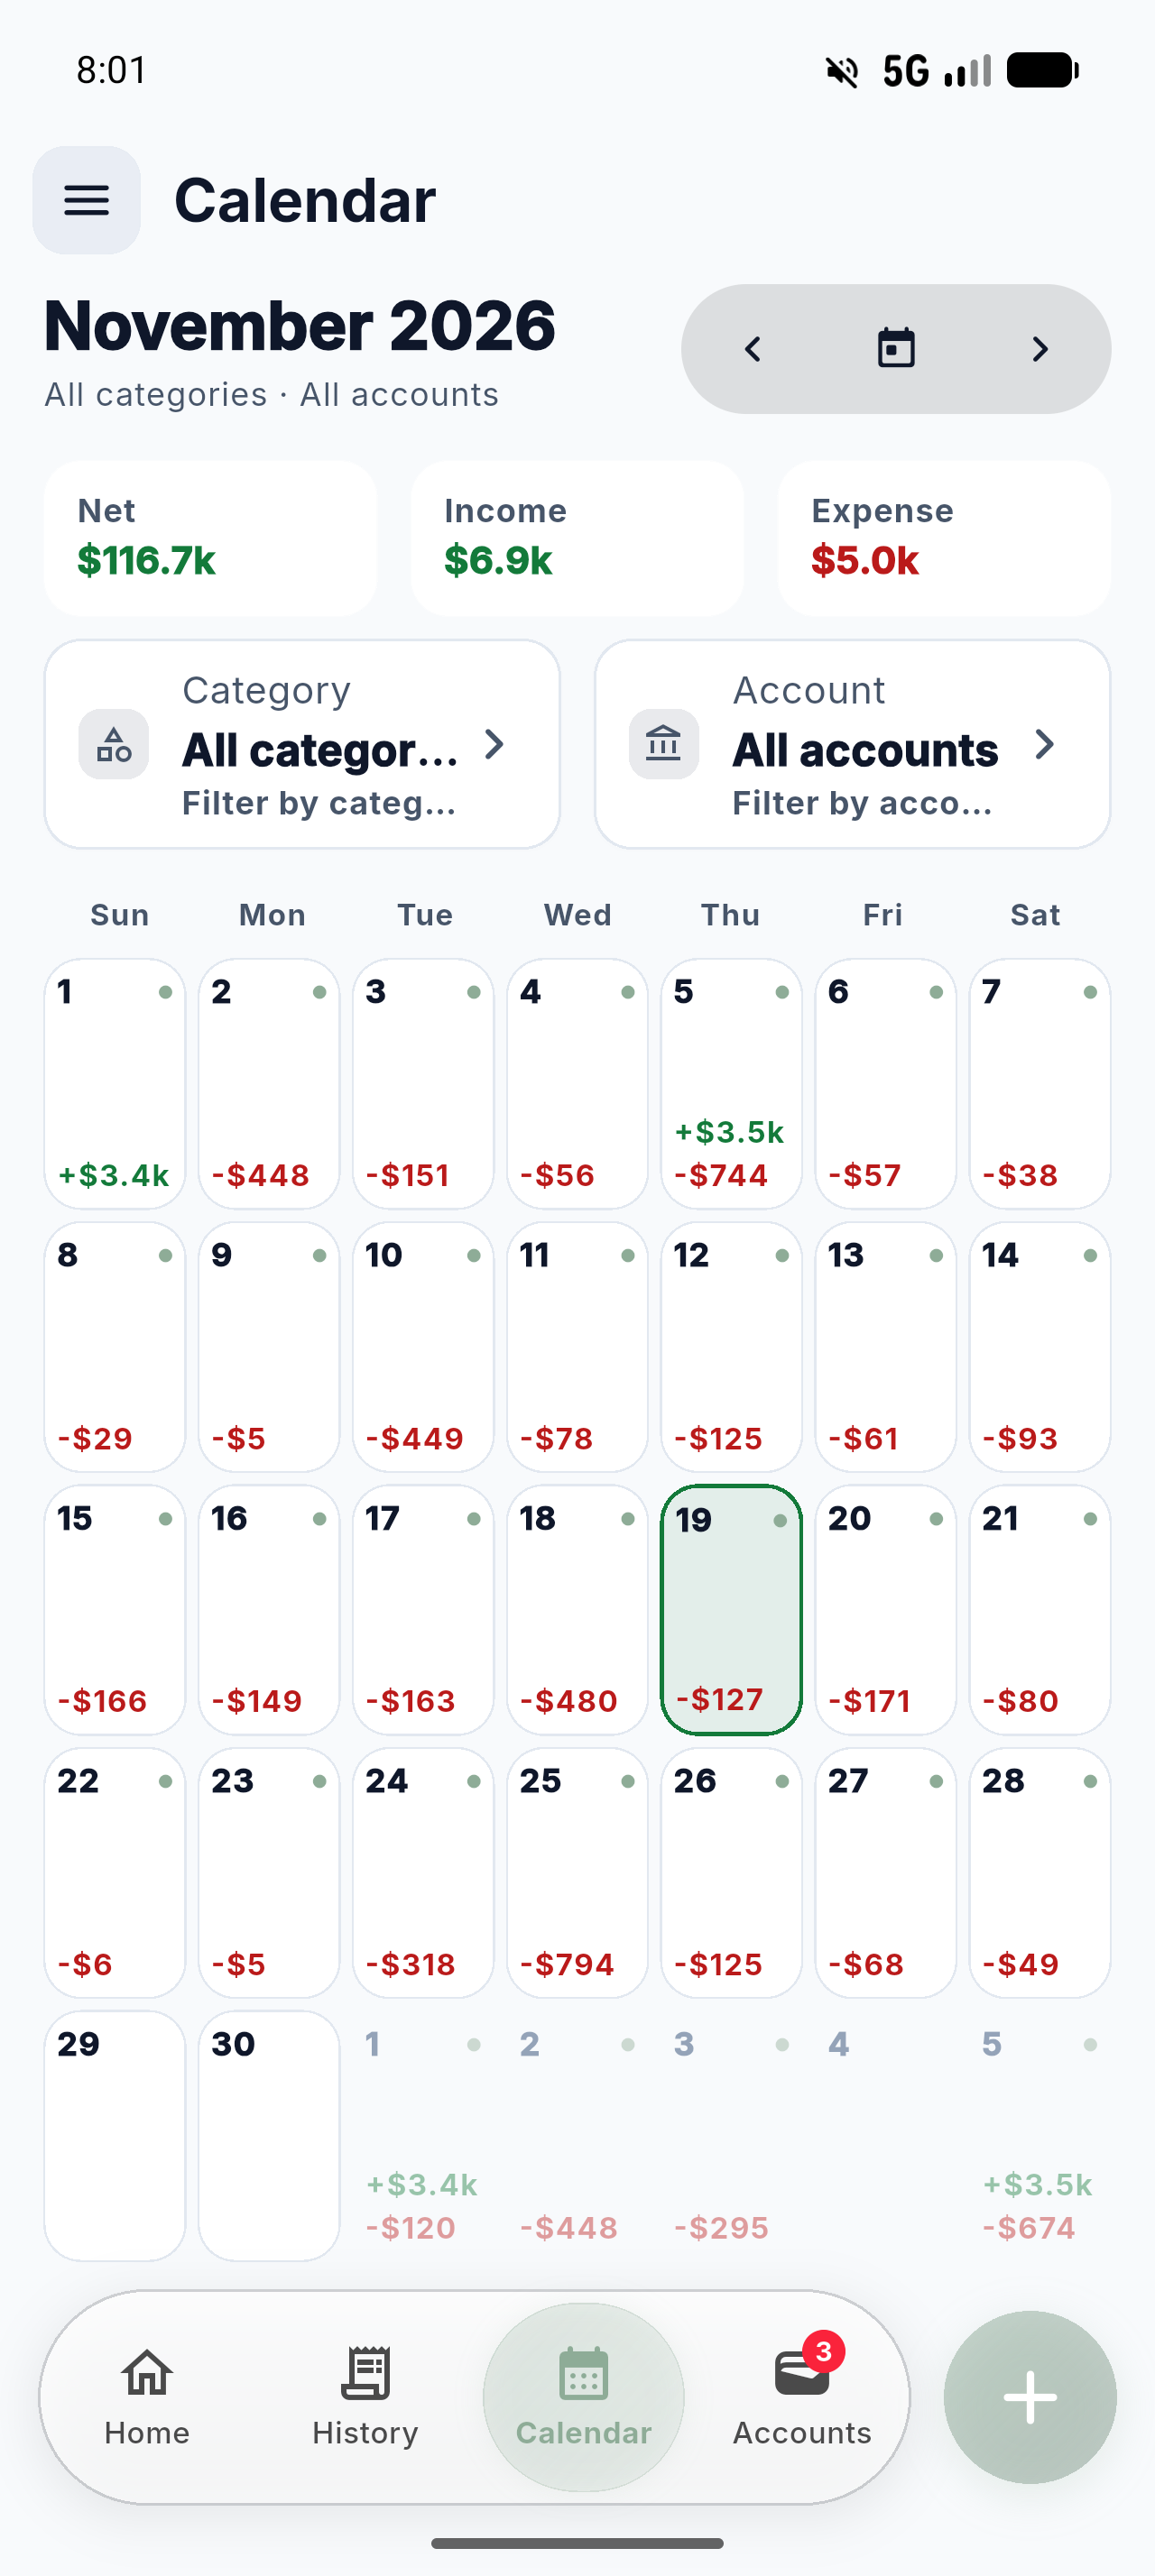 8:01
5G
Calendar
November 2026
All categories · All accounts
Net
$116.7k
Income
$6.9k
Expense
$5.0k
Category
All categor...
Filter by categ...
Account
All accounts
Filter by acco...
Sun Mon Tue Wed Thu Fri Sat
1 2 3 4 5 6 7
+$3.5k
+$3.4k -$448 -$151 -$56 -$744 -$57 -$38
8 9 10 11 12 13 14
-$29 -$5 -$449 -$78 -$125 -$61 -$93
15 16 17 18 19 20 21
-$166 -$149 -$163 -$480 -$127 -$171 -$80
22 23 24 25 26 27 28
-$6 -$5 -$318 -$794 -$125 -$68 -$49
29 30 1 2 3 4 5
+$3.4k +$3.5k
-$120 -$448 -$295 -$674
3
Home History Calendar Accounts